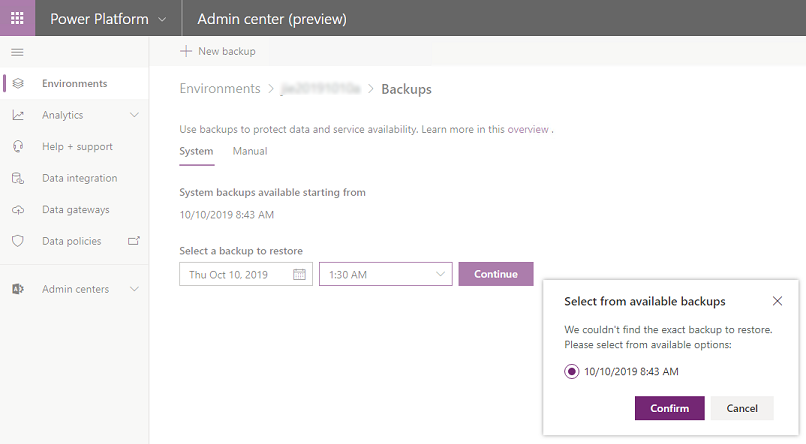 Power Platform
Admin center (preview)
New backup
Environments
Analytics
Help + support
Data integration
Data gateways
Data policies
Admin centers
Environments > > Backups
Use backups to protect data and service availability. Learn more in this overview .
System Manual
System backups available starting from
10/10/2019 8:43 AM
Select a backup to restore
Thu Oct 10, 2019 1:30 AM Continue
Select from available backups
We couldn't find the exact backup to restore.
Please select from available options:
10/10/2019 8:43 AM
Confirm Cancel